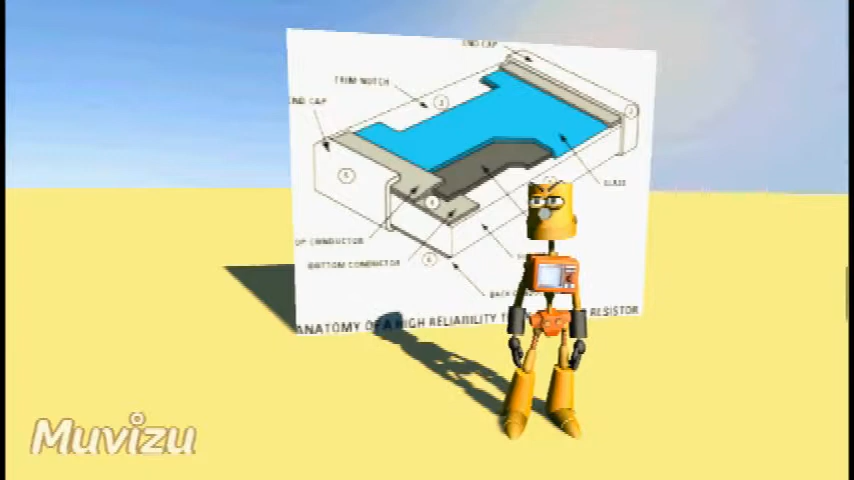 END CAP
TRIM NOTCH
END CAP
GLASS
OP CONDUCTOR
BOTTOM CONDUCTOR
ANATOMY OF A HIGH RELIABILITY
RESISTOR
Muvizu